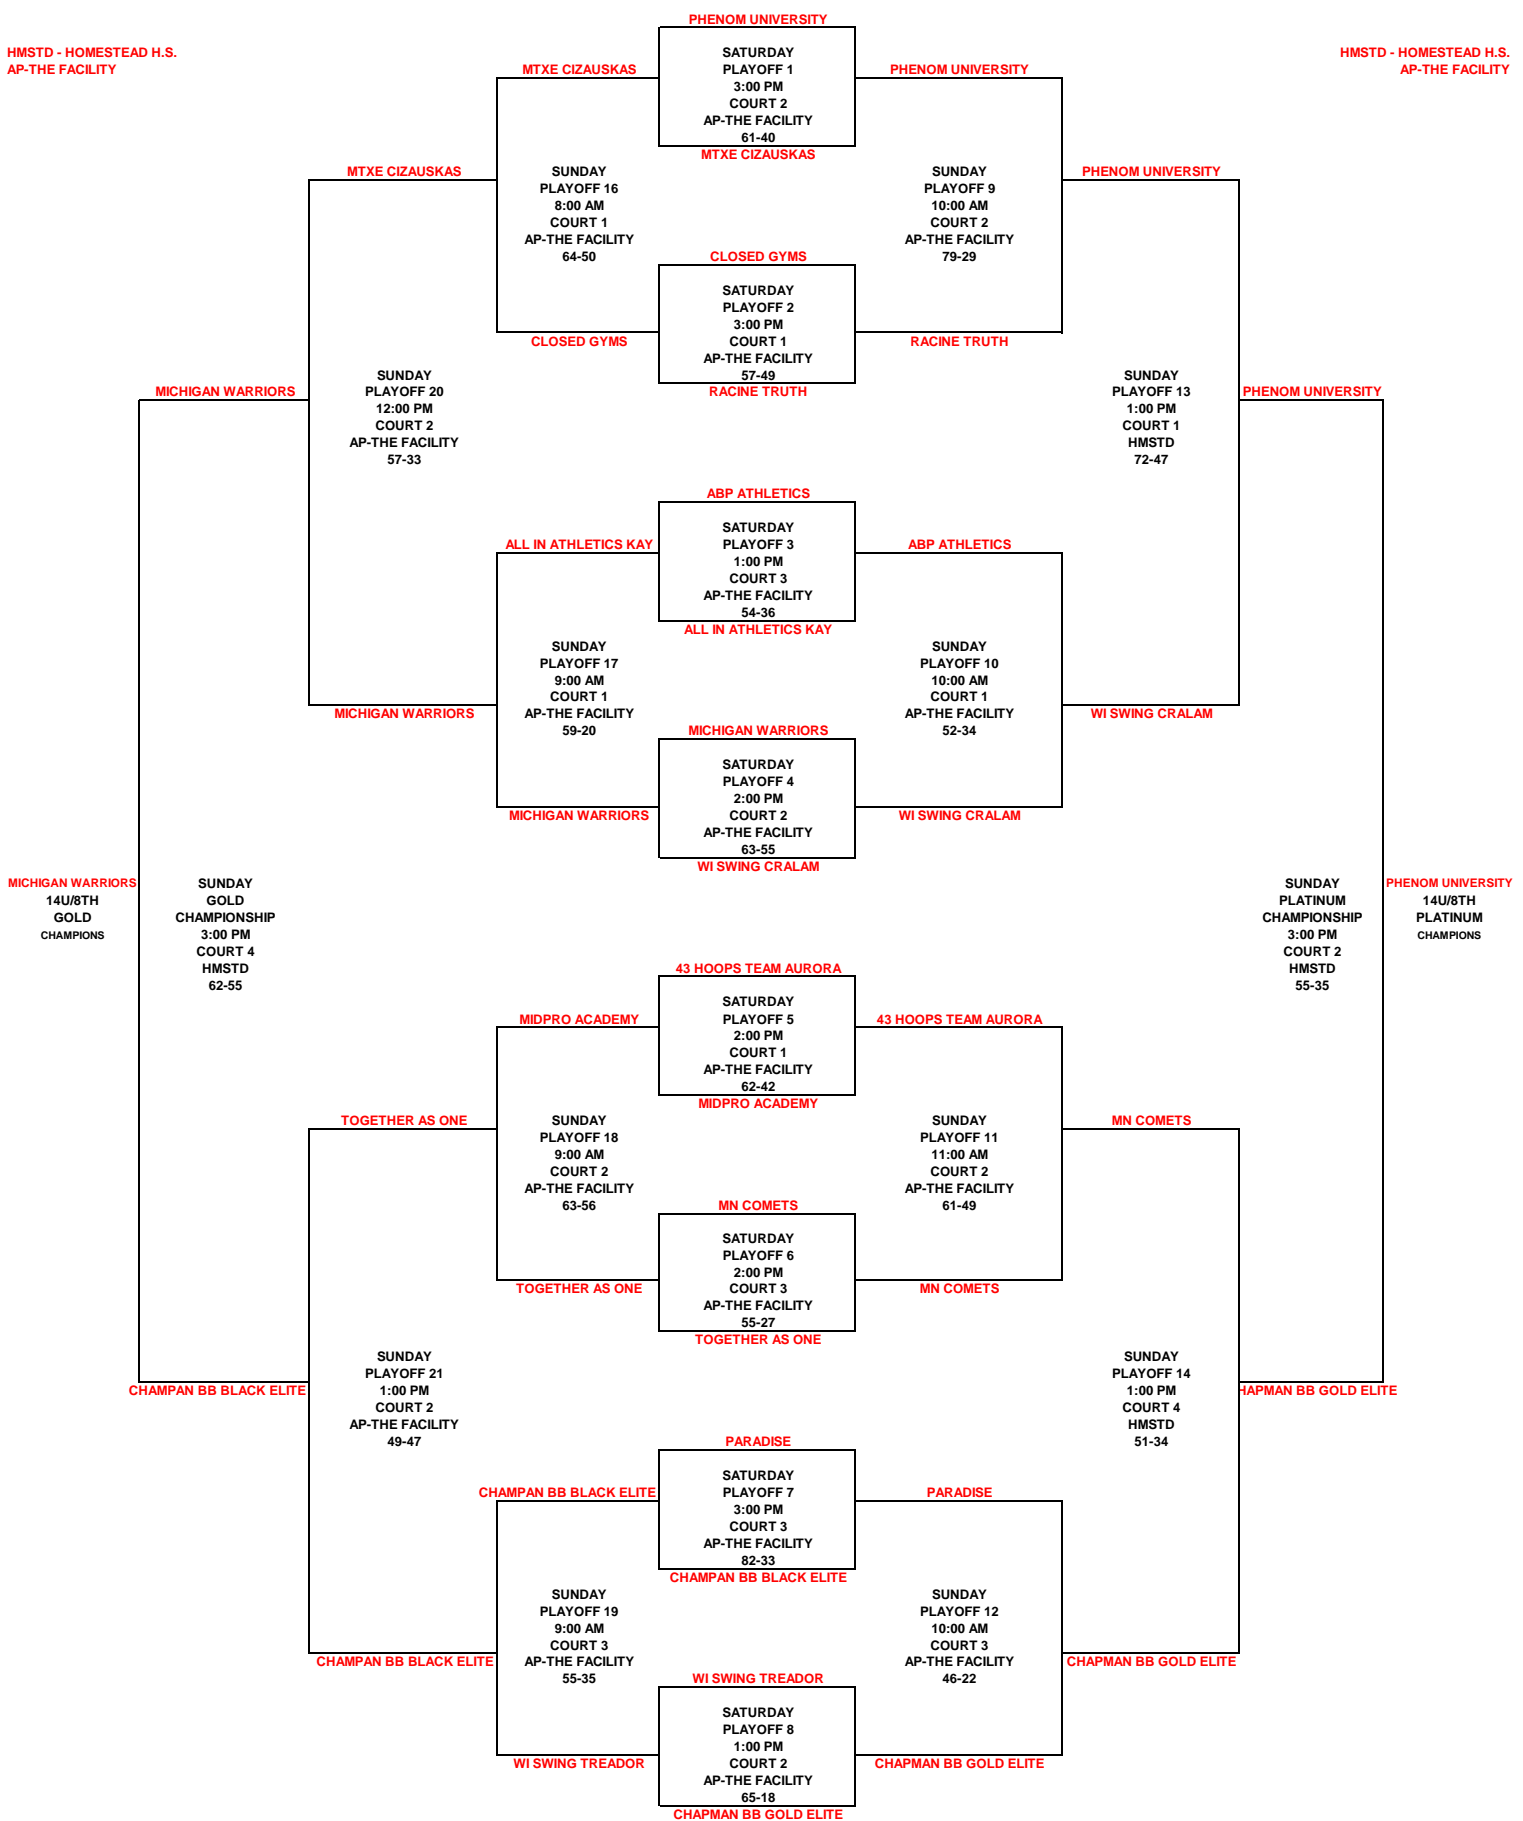 PHENOM UNIVERSITY
HMSTD - HOMESTEAD H.S.
AP-THE FACILITY
HMSTD - HOMESTEAD H.S.
AP-THE FACILITY
SATURDAY
PLAYOFF 1
3:00 PM
COURT 2
AP-THE FACILITY
61-40
MTXE CIZAUSKAS
PHENOM UNIVERSITY
MTXE CIZAUSKAS
MTXE CIZAUSKAS
SUNDAY
PLAYOFF 16
8:00 AM
COURT 1
AP-THE FACILITY
64-50
SUNDAY
PLAYOFF 9
10:00 AM
COURT 2
AP-THE FACILITY
79-29
PHENOM UNIVERSITY
CLOSED GYMS
SATURDAY
PLAYOFF 2
3:00 PM
COURT 1
AP-THE FACILITY
57-49
RACINE TRUTH
CLOSED GYMS
RACINE TRUTH
MICHIGAN WARRIORS
SUNDAY
PLAYOFF 20
12:00 PM
COURT 2
AP-THE FACILITY
57-33
SUNDAY
PLAYOFF 13
1:00 PM
COURT 1
HMSTD
72-47
PHENOM UNIVERSITY
ABP ATHLETICS
SATURDAY
PLAYOFF 3
1:00 PM
COURT 3
AP-THE FACILITY
54-36
ALL IN ATHLETICS KAY
ALL IN ATHLETICS KAY
ABP ATHLETICS
SUNDAY
PLAYOFF 17
9:00 AM
COURT 1
AP-THE FACILITY
59-20
SUNDAY
PLAYOFF 10
10:00 AM
COURT 1
AP-THE FACILITY
52-34
MICHIGAN WARRIORS
WI SWING CRALAM
MICHIGAN WARRIORS
SATURDAY
PLAYOFF 4
2:00 PM
COURT 2
AP-THE FACILITY
63-55
WI SWING CRALAM
MICHIGAN WARRIORS
WI SWING CRALAM
MICHIGAN WARRIORS
14U/8TH
GOLD
CHAMPIONS
SUNDAY
GOLD
CHAMPIONSHIP
3:00 PM
COURT 4
HMSTD
62-55
SUNDAY
PLATINUM
CHAMPIONSHIP
3:00 PM
COURT 2
HMSTD
55-35
PHENOM UNIVERSITY
14U/8TH
PLATINUM
CHAMPIONS
43 HOOPS TEAM AURORA
SATURDAY
PLAYOFF 5
2:00 PM
COURT 1
AP-THE FACILITY
62-42
MIDPRO ACADEMY
MIDPRO ACADEMY
43 HOOPS TEAM AURORA
TOGETHER AS ONE
SUNDAY
PLAYOFF 18
9:00 AM
COURT 2
AP-THE FACILITY
63-56
SUNDAY
PLAYOFF 11
11:00 AM
COURT 2
AP-THE FACILITY
61-49
MN COMETS
MN COMETS
SATURDAY
PLAYOFF 6
2:00 PM
COURT 3
AP-THE FACILITY
55-27
TOGETHER AS ONE
TOGETHER AS ONE
MN COMETS
CHAMPAN BB BLACK ELITE
SUNDAY
PLAYOFF 21
1:00 PM
COURT 2
AP-THE FACILITY
49-47
SUNDAY
PLAYOFF 14
1:00 PM
COURT 4
HMSTD
51-34
HAPMAN BB GOLD ELITE
PARADISE
SATURDAY
PLAYOFF 7
3:00 PM
COURT 3
AP-THE FACILITY
82-33
CHAMPAN BB BLACK ELITE
CHAMPAN BB BLACK ELITE
PARADISE
SUNDAY
PLAYOFF 19
9:00 AM
COURT 3
AP-THE FACILITY
55-35
SUNDAY
PLAYOFF 12
10:00 AM
COURT 3
AP-THE FACILITY
46-22
CHAMPAN BB BLACK ELITE
CHAPMAN BB GOLD ELITE
WI SWING TREADOR
SATURDAY
PLAYOFF 8
1:00 PM
COURT 2
AP-THE FACILITY
65-18
CHAPMAN BB GOLD ELITE
WI SWING TREADOR
CHAPMAN BB GOLD ELITE